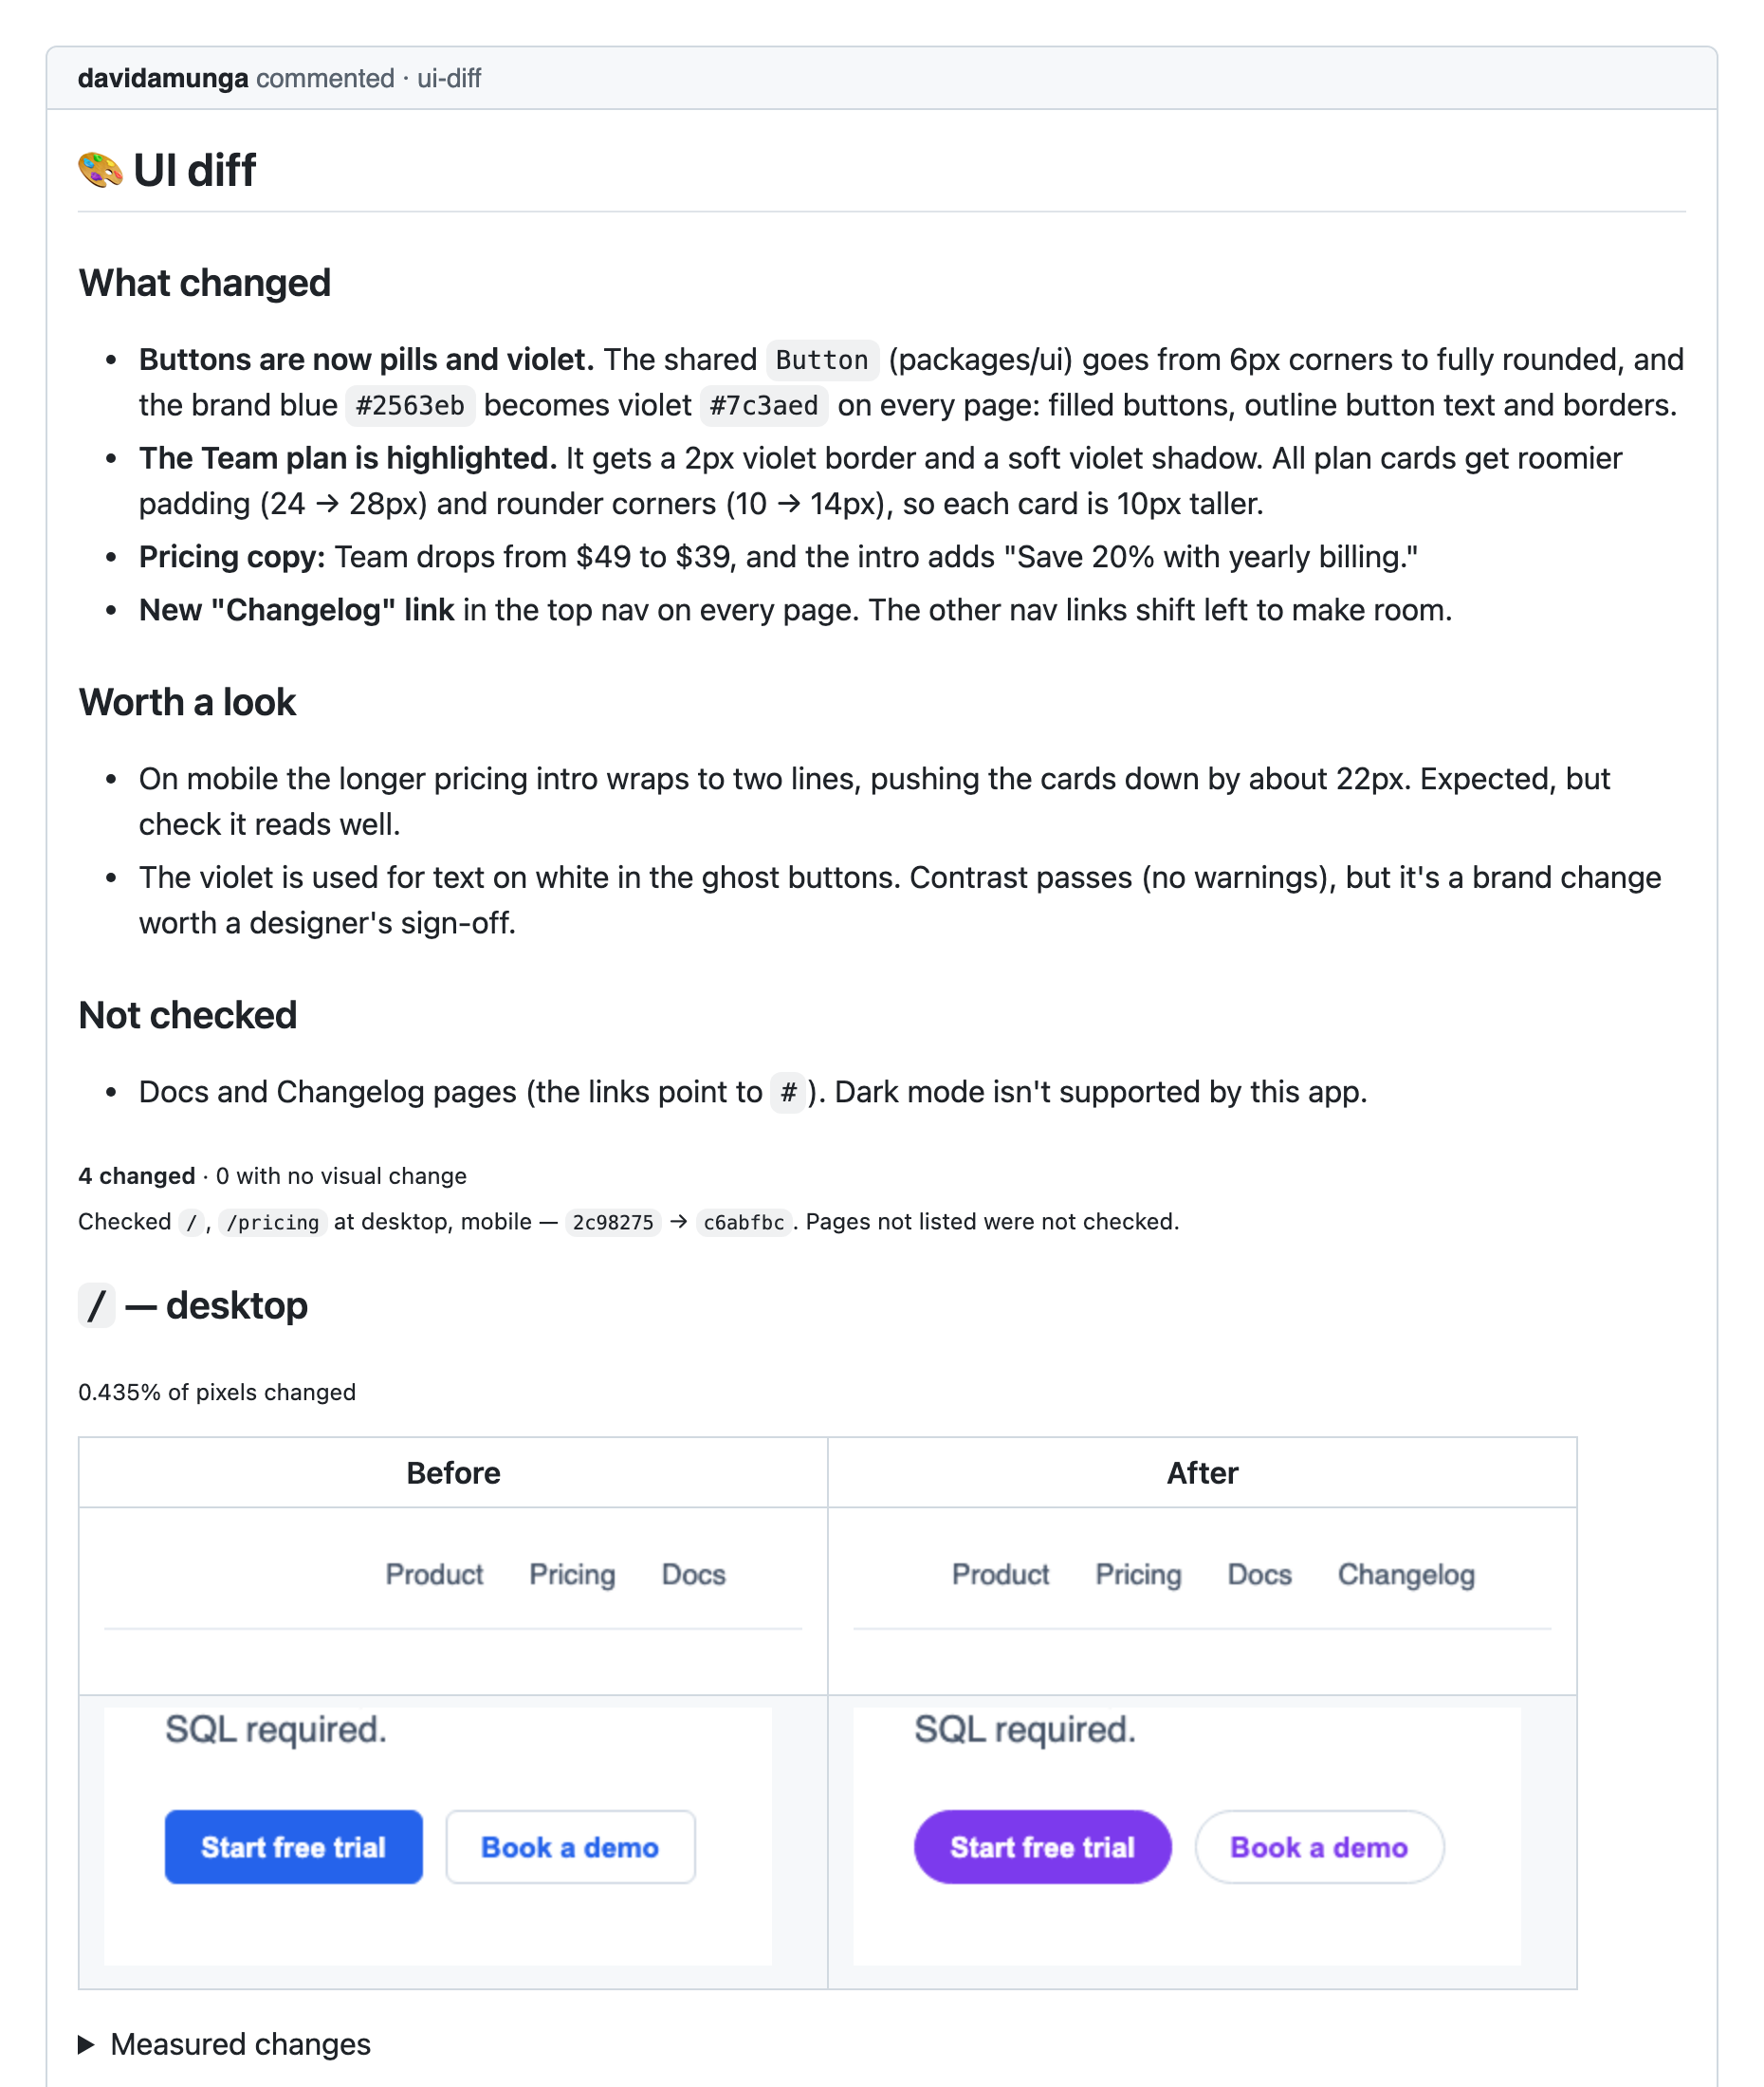 davidamunga commented · ui-diff
🎨 UI diff
What changed
• Buttons are now pills and violet. The shared Button (packages/ui) goes from 6px corners to fully rounded, and
the brand blue #2563eb becomes violet #7c3aed on every page: filled buttons, outline button text and borders.
• The Team plan is highlighted. It gets a 2px violet border and a soft violet shadow. All plan cards get roomier
padding (24 → 28px) and rounder corners (10 → 14px), so each card is 10px taller.
• Pricing copy: Team drops from $49 to $39, and the intro adds "Save 20% with yearly billing."
• New "Changelog" link in the top nav on every page. The other nav links shift left to make room.
Worth a look
• On mobile the longer pricing intro wraps to two lines, pushing the cards down by about 22px. Expected, but
check it reads well.
• The violet is used for text on white in the ghost buttons. Contrast passes (no warnings), but it's a brand change
worth a designer's sign-off.
Not checked
• Docs and Changelog pages (the links point to #). Dark mode isn't supported by this app.
4 changed · 0 with no visual change
Checked /, /pricing at desktop, mobile — 2c98275 → c6abfbc. Pages not listed were not checked.
/ — desktop
0.435% of pixels changed
Before After
Product Pricing Docs Product Pricing Docs Changelog
SQL required. SQL required.
Start free trial Book a demo Start free trial Book a demo
▶ Measured changes